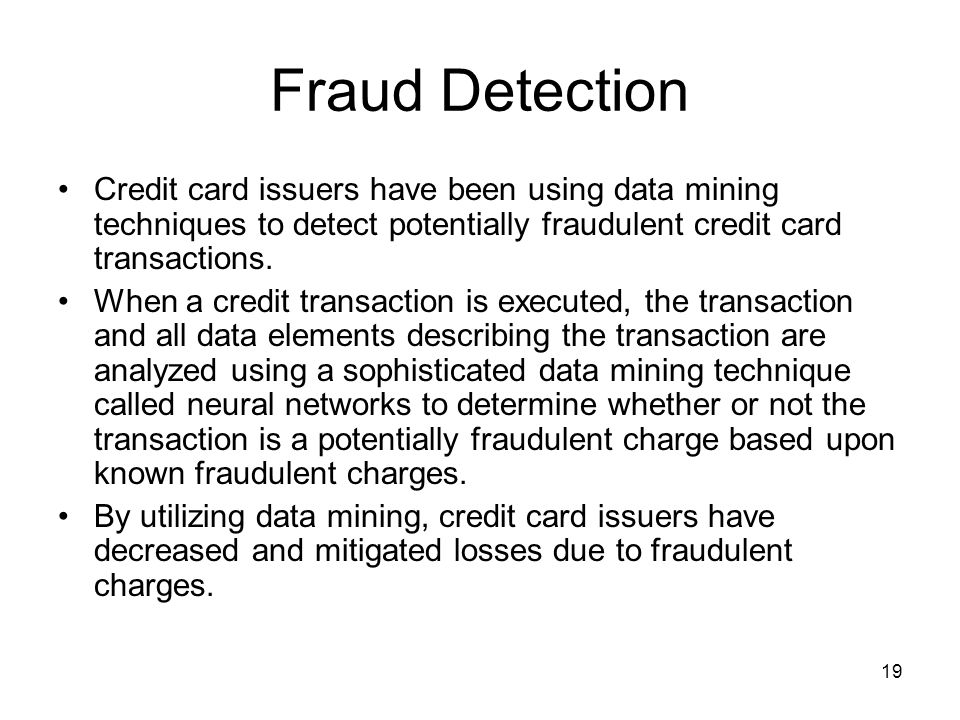 Fraud Detection
• Credit card issuers have been using data mining
techniques to detect potentially fraudulent credit card
transactions.
• When a credit transaction is executed, the transaction
and all data elements describing the transaction are
analyzed using a sophisticated data mining technique
called neural networks to determine whether or not the
transaction is a potentially fraudulent charge based upon
known fraudulent charges.
• By utilizing data mining, credit card issuers have
decreased and mitigated losses due to fraudulent
charges.
19